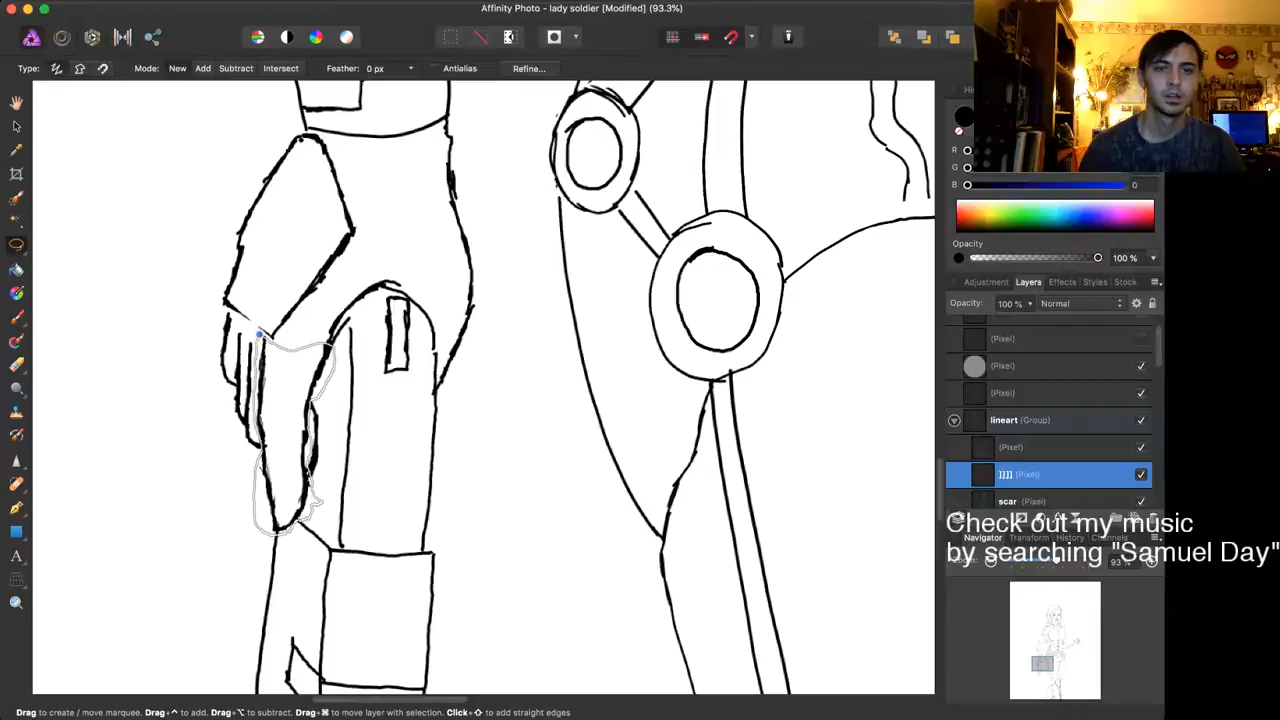 Affinity Photo - lady soldier [Modified] (93.3%)
Type: Mode: New Add Subtract Intersect Feather: 0 px Antialias Refine...
R
G
B 0
Opacity
100 %
Adjustment Layers Effects Styles Stock
Opacity: 100 % Normal
(Pixel)
(Pixel)
(Pixel)
lineart (Group)
(Pixel)
]]]] (Pixel)
scar (Pixel)
Check out my music
Navigator Transform History Channels
by searching "Samuel Day"
93 %
Drag to create / move marquee. Drag+^ to add. Drag+⌥ to subtract. Drag+⌘ to move layer with selection. Click+⇧ to add straight edges